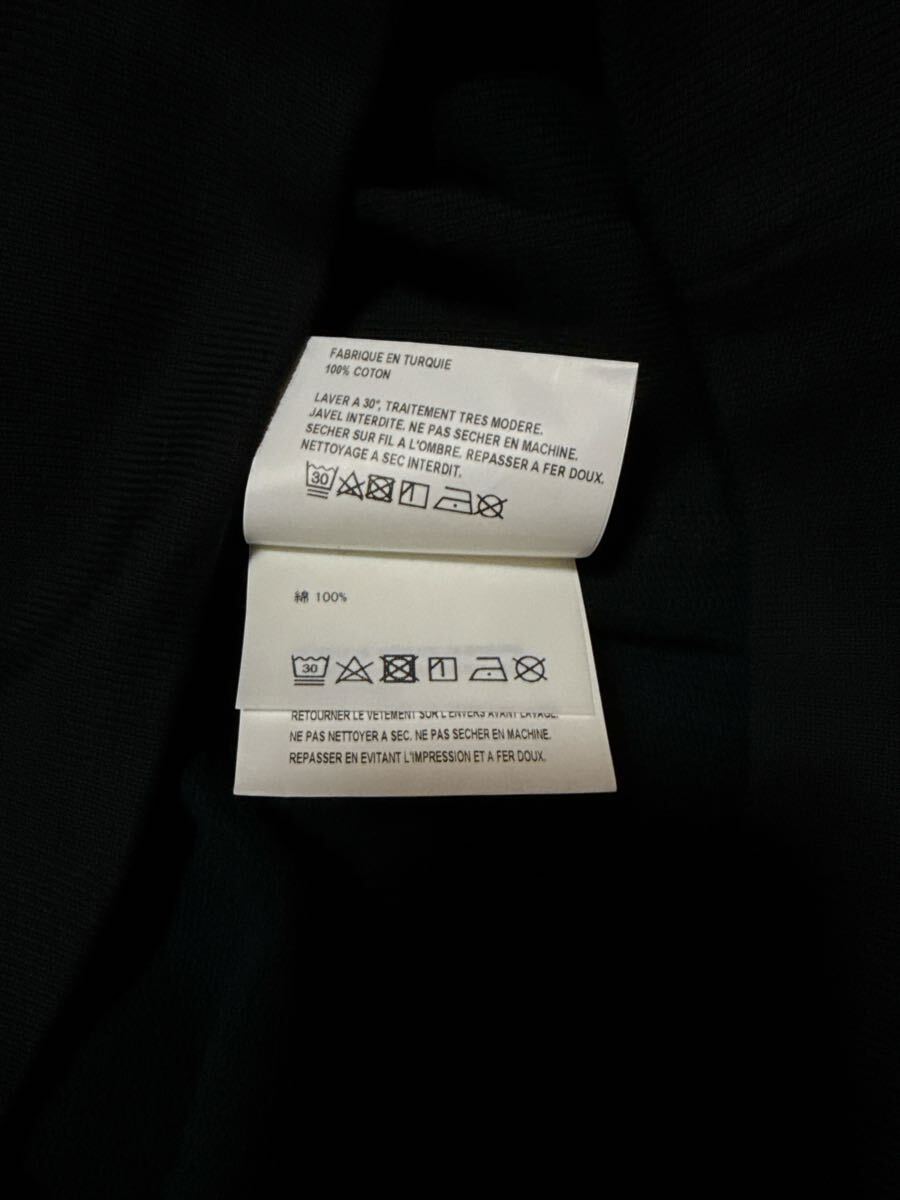 FABRIQUE EN TURQUIE
100% COTON
LAVER A 30°, TRAITEMENT TRES MODERE.
JAVEL INTERDITE. NE PAS SECHER EN MACHINE.
SECHER SUR FIL A L'OMBRE. REPASSER A FER DOUX.
NETTOYAGE A SEC INTERDIT.
30
綿 100%
30
RETOURNER LE VETEMENT SUR L'ENVERS AVANT LAVAGE.
NE PAS NETTOYER A SEC. NE PAS SECHER EN MACHINE.
REPASSER EN EVITANT L'IMPRESSION ET A FER DOUX.